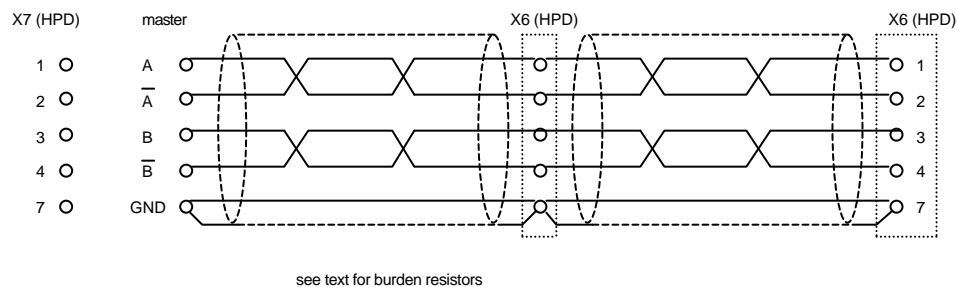 X7 (HPD) master X6 (HPD) X6 (HPD)
1 A 1
2 A̅ 2
3 B 3
4 B̅ 4
7 GND 7
see text for burden resistors